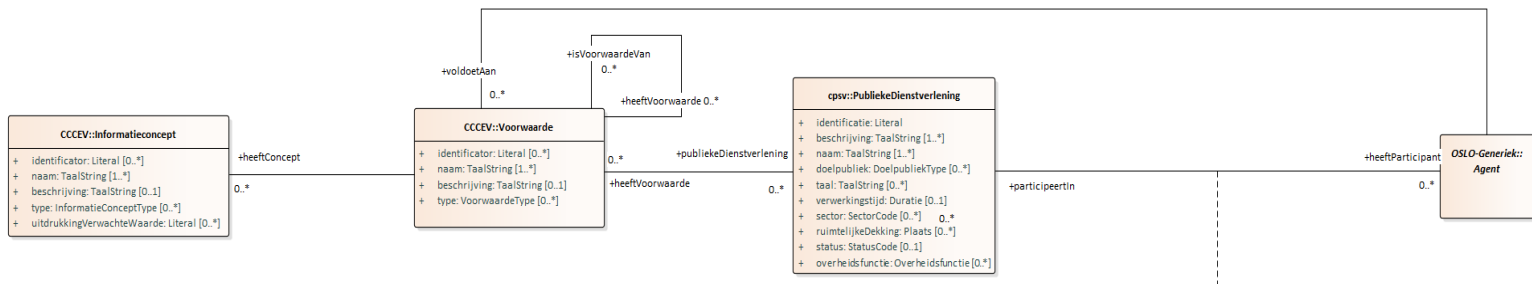 +isVoorwaardeVan
0..*
+voldoetAan
0..*
+heeftVoorwaarde 0..*
CCCEV::Informatieconcept
+ identificator: Literal [0..*]
+ naam: TaalString [1..*]
+ beschrijving: TaalString [0..1]
+ type: InformatieConceptType [0..*]
+ uitdrukkingVerwachteWaarde: Literal [0..*]
+heeftConcept
0..*
CCCEV::Voorwaarde
+ identificator: Literal [0..*]
+ naam: TaalString [1..*]
+ beschrijving: TaalString [0..1]
+ type: VoorwaardeType [0..*]
0..*
+heeftVoorwaarde
+publiekeDienstverlening
0..*
cpsv::PubliekeDienstverlening
+ identificatie: Literal
+ beschrijving: TaalString [1..*]
+ naam: TaalString [1..*]
+ doelpubliek: DoelpubliekType [0..*]
+ taal: TaalString [0..*]
+ verwerkingstijd: Duratie [0..1]
+ sector: SectorCode [0..*]
+ ruimtelijkeDekking: Plaats [0..*]
+ status: StatusCode [0..1]
+ overheidsfunctie: Overheidsfunctie [0..*]
0..*
+participeertIn
+heeftParticipant
0..*
OSLO-Generiek::
Agent